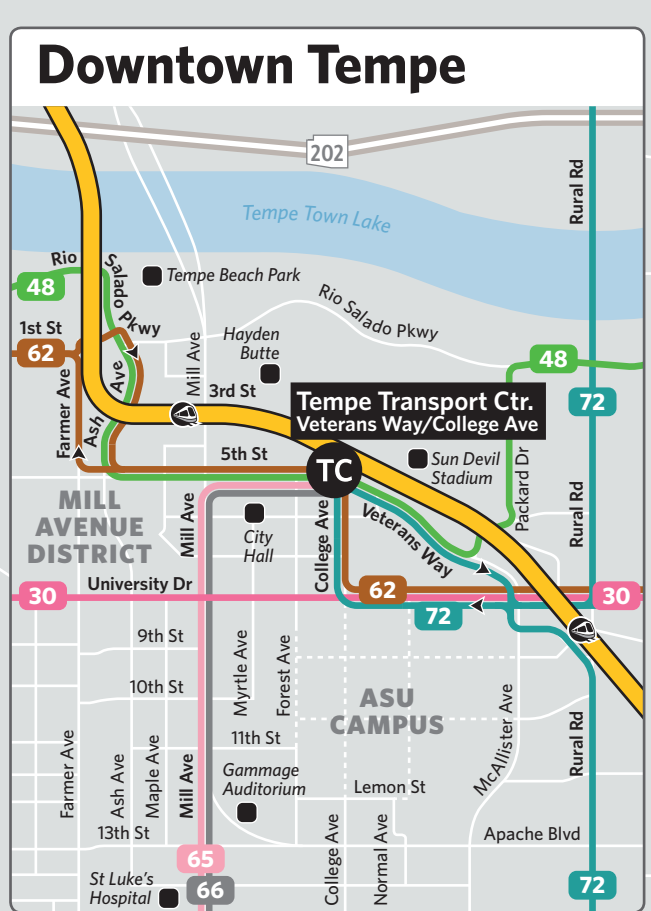 Downtown Tempe
202
Rural Rd
Tempe Town Lake
Rio
Salado
Pkwy
48
Tempe Beach Park
Rio Salado Pkwy
1st St
62
Hayden
Butte
Mill Ave
48
Farmer Ave
Ash
Ave
3rd St
72
Tempe Transport Ctr.
Veterans Way/College Ave
5th St
TC
Sun Devil
Stadium
Packard Dr
Rural Rd
MILL
AVENUE
DISTRICT
Mill Ave
City
Hall
College Ave
Veterans Way
University Dr
30
62
30
72
9th St
Myrtle Ave
Forest Ave
10th St
ASU
CAMPUS
McAllister Ave
Rural Rd
11th St
Farmer Ave
Ash Ave
Maple Ave
Mill Ave
Gammage
Auditorium
Lemon St
13th St
College Ave
Normal Ave
Apache Blvd
65
St Luke's
Hospital
66
72